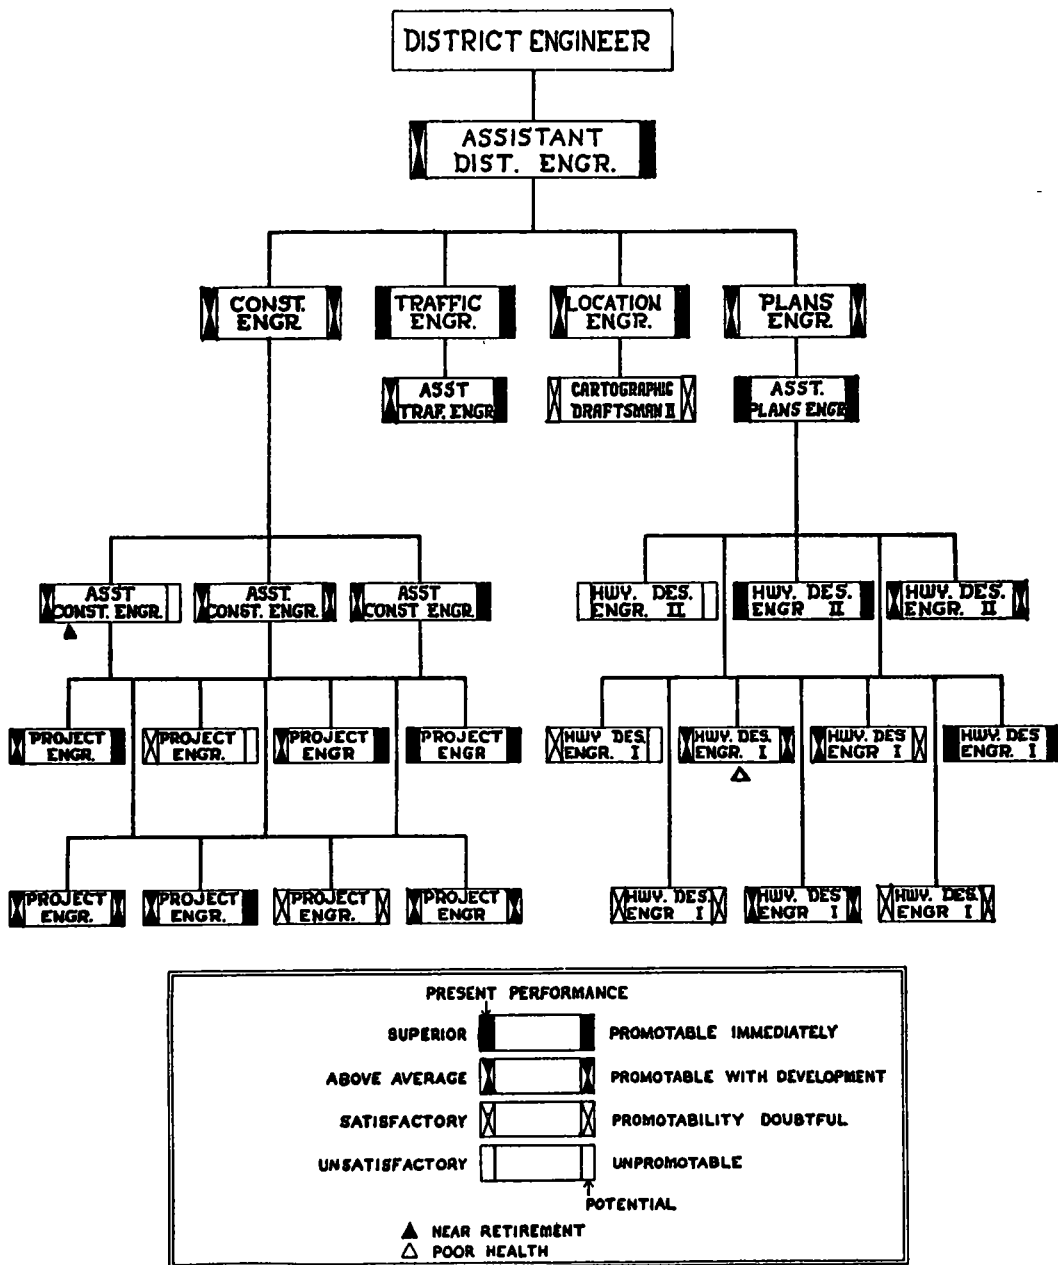 DISTRICT ENGINEER
ASSISTANT
DIST. ENGR.
CONST.
ENGR
TRAFFIC
ENGR.
LOCATION
ENGR.
PLANS
ENGR.
ASST
TRAF. ENGR
CARTOGRAPHIC
DRAFTSMAN II
ASST.
PLANS ENGR
ASST
CONST. ENGR.
ASST
CONST. ENGR.
ASST
CONST ENGR.
HWY. DES.
ENGR. II
HWY. DES.
ENGR II
HWY. DES.
ENGR. II
PROJECT
ENGR.
PROJECT
ENGR.
PROJECT
ENGR
PROJECT
ENGR
HWY DES.
ENGR. I
HWY. DES.
ENGR. I
HWY. DES
ENGR I
HWY. DES
ENGR. I
PROJECT
ENGR.
PROJECT
ENGR.
PROJECT
ENGR.
PROJECT
ENGR
HWY. DES.
ENGR I
HWY. DES
ENGR I
HWY. DES.
ENGR I
PRESENT PERFORMANCE
SUPERIOR PROMOTABLE IMMEDIATELY
ABOVE AVERAGE PROMOTABLE WITH DEVELOPMENT
SATISFACTORY PROMOTABILITY DOUBTFUL
UNSATISFACTORY UNPROMOTABLE
POTENTIAL
NEAR RETIREMENT
POOR HEALTH